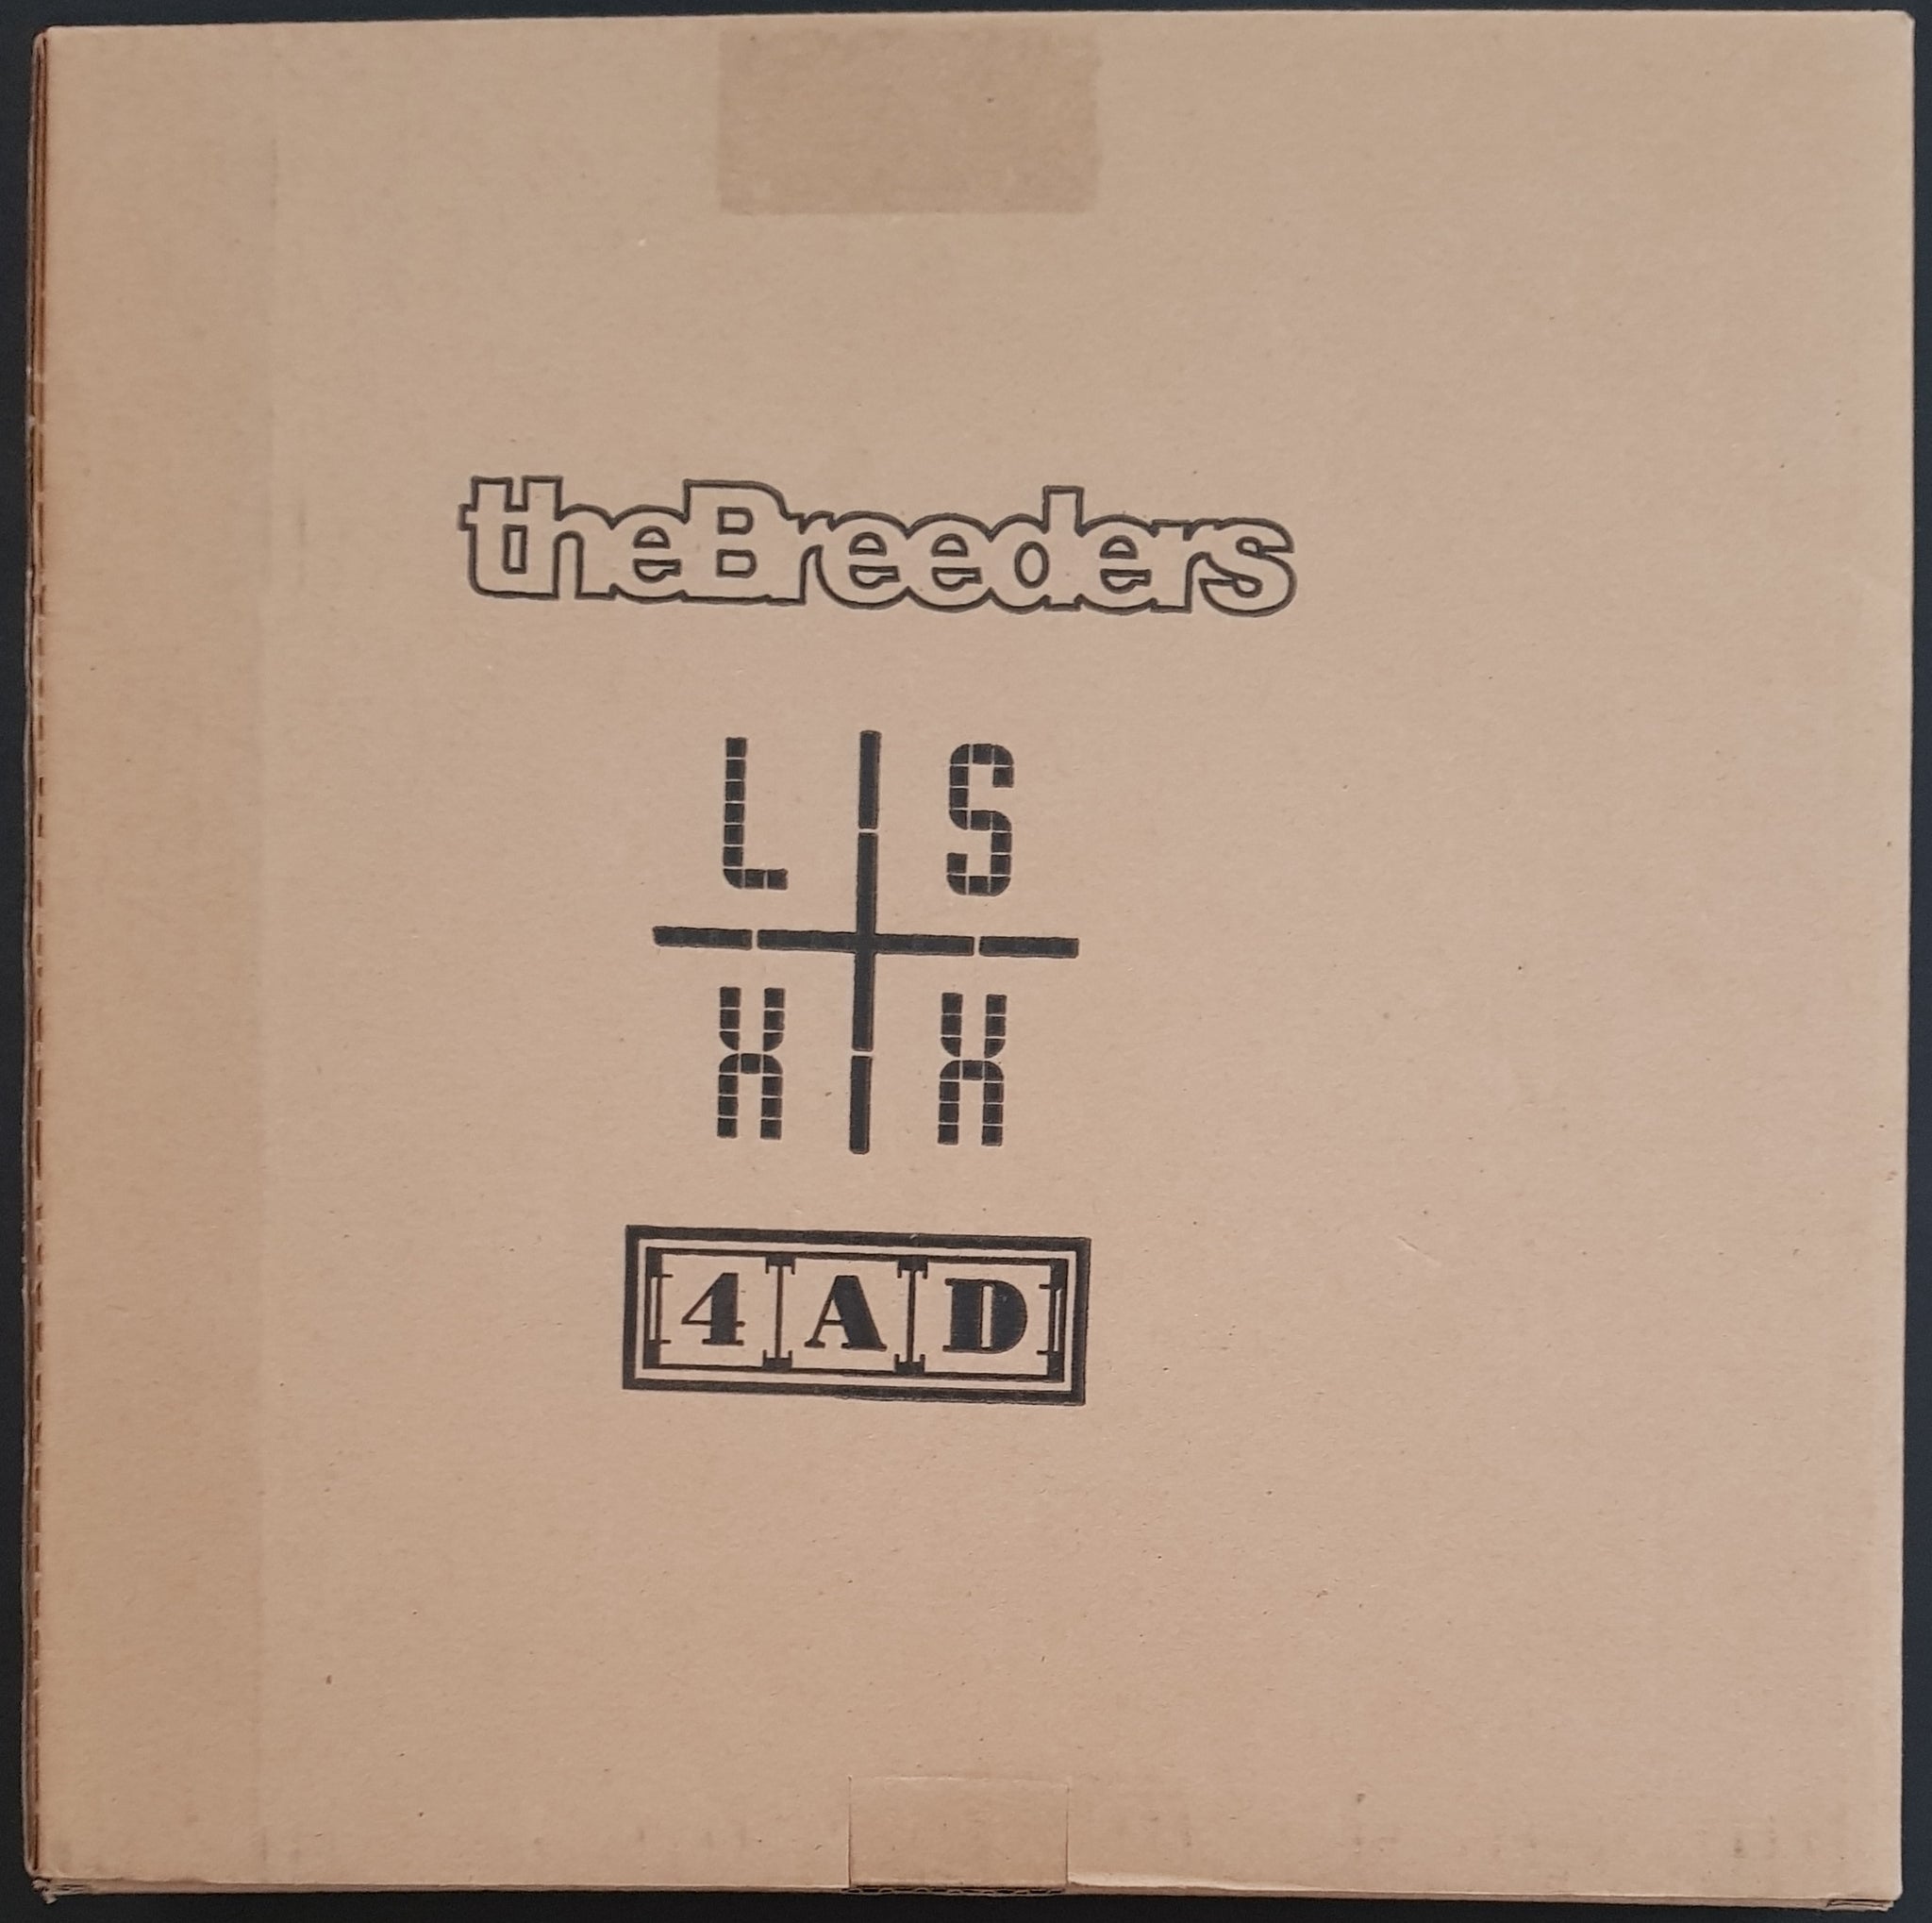 theBreeders
L S
X X
4AD